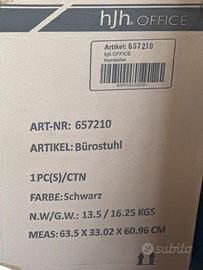 hjh OFFICE
Artikel: 657210
hjh OFFICE
Hersteller
ART-NR: 657210
ARTIKEL: Bürostuhl
1PC(S)/CTN
FARBE: Schwarz
N.W/G.W.: 13.5 / 16.25 KGS
MEAS: 63.5 X 33.02 X 60.96 CM
subito